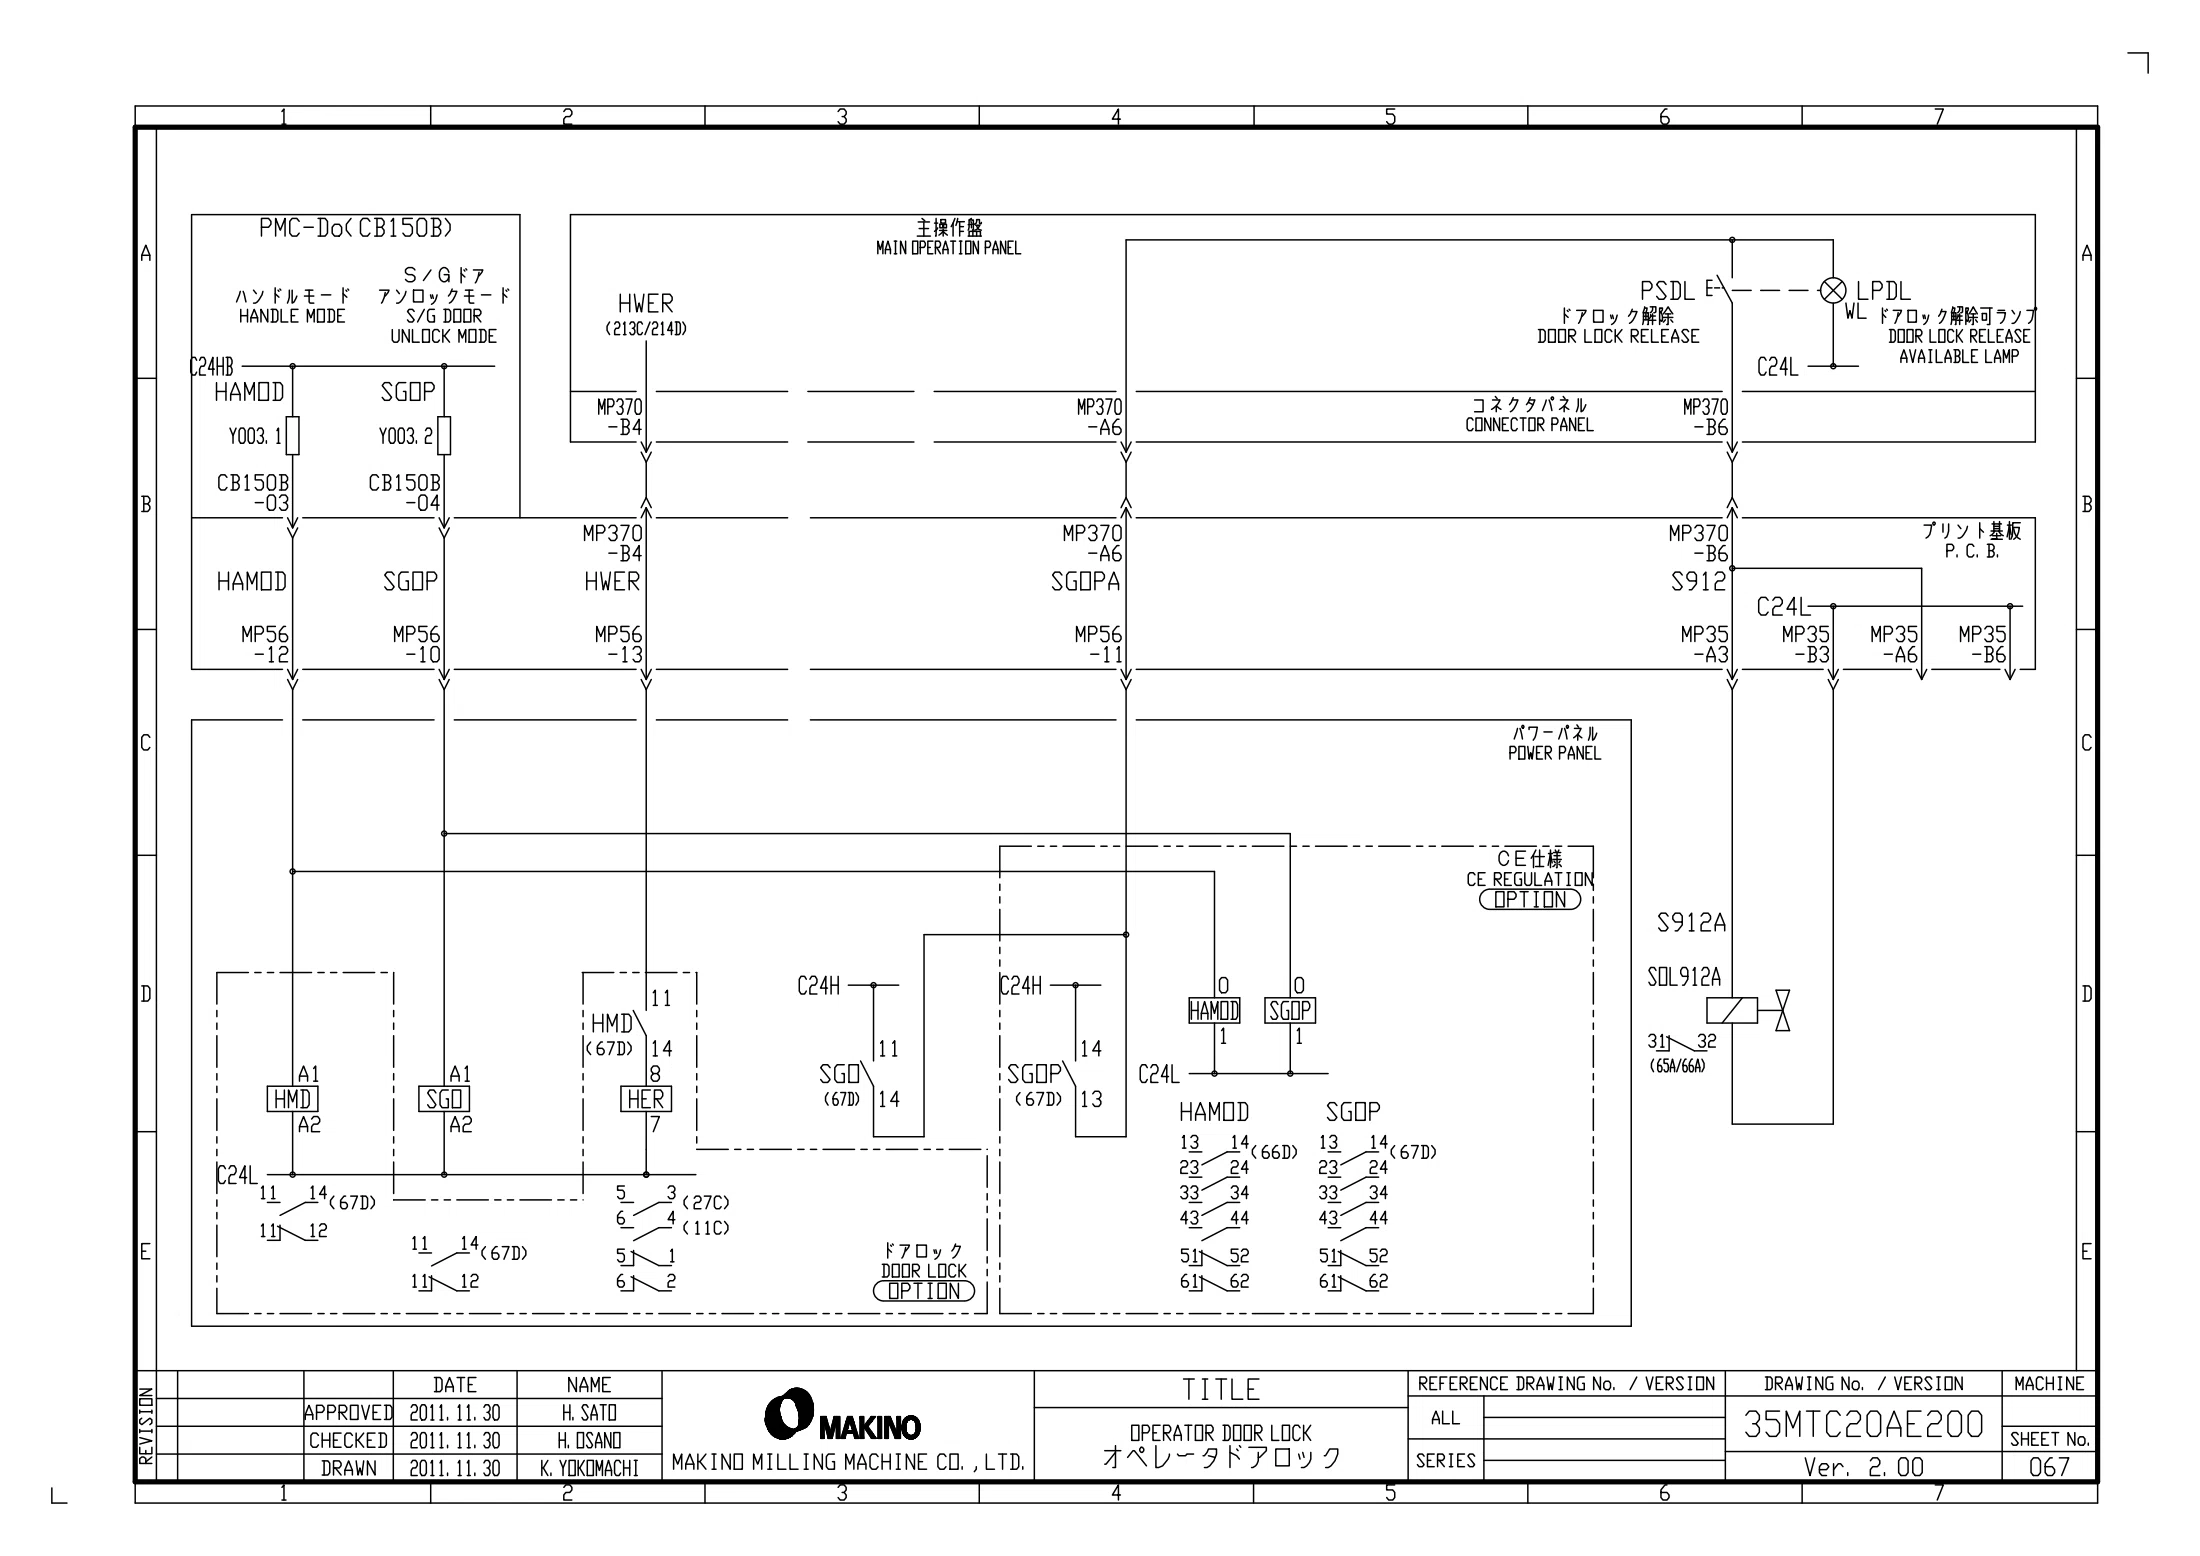 1 2 3 4 5 6 7
A
B
C
D
E
A
B
C
D
E
PMC-Do(CB150B)
ハンドルモード
HANDLE MODE
S/Gドア
アンロックモード
S/G DOOR
UNLOCK MODE
C24HB
HAMOD
SGOP
Y003.1
Y003.2
CB150B
-03
CB150B
-04
主操作盤
MAIN OPERATION PANEL
HWER
(213C/214D)
PSDL
ドアロック解除
DOOR LOCK RELEASE
LPDL
WL
ドアロック解除可ランプ
DOOR LOCK RELEASE
AVAILABLE LAMP
C24L
MP370
-B4
MP370
-A6
コネクタパネル
CONNECTOR PANEL
MP370
-B6
MP370
-B4
MP370
-A6
MP370
-B6
プリント基板
P.C.B.
HAMOD
SGOP
HWER
SGOPA
S912
C24L
MP56
-12
MP56
-10
MP56
-13
MP56
-11
MP35
-A3
MP35
-B3
MP35
-A6
MP35
-B6
パワーパネル
POWER PANEL
CE仕様
CE REGULATION
OPTION
S912A
SOL912A
31 32
(65A/66A)
HMD
(67D)
11
14
8
HER
7
A1
HMD
A2
A1
SGO
A2
C24L
C24H
SGO
(67D)
11
14
C24H
SGOP
(67D)
14
13
0
HAMOD
1
0
SGOP
1
C24L
11 14 (67D)
11 12
11 14 (67D)
11 12
5 3 (27C)
6 4 (11C)
5 1
6 2
ドアロック
DOOR LOCK
OPTION
HAMOD
13 14 (66D)
23 24
33 34
43 44
51 52
61 62
SGOP
13 14 (67D)
23 24
33 34
43 44
51 52
61 62
REVISION
DATE NAME
APPROVED 2011.11.30 H.SATO
CHECKED 2011.11.30 H.OSANO
DRAWN 2011.11.30 K.YOKOMACHI
MAKINO
MAKINO MILLING MACHINE CO.,LTD.
TITLE
OPERATOR DOOR LOCK
オペレータドアロック
REFERENCE DRAWING No. / VERSION
ALL
SERIES
DRAWING No. / VERSION
35MTC20AE200
Ver. 2.00
MACHINE
SHEET No.
067
1 2 3 4 5 6 7